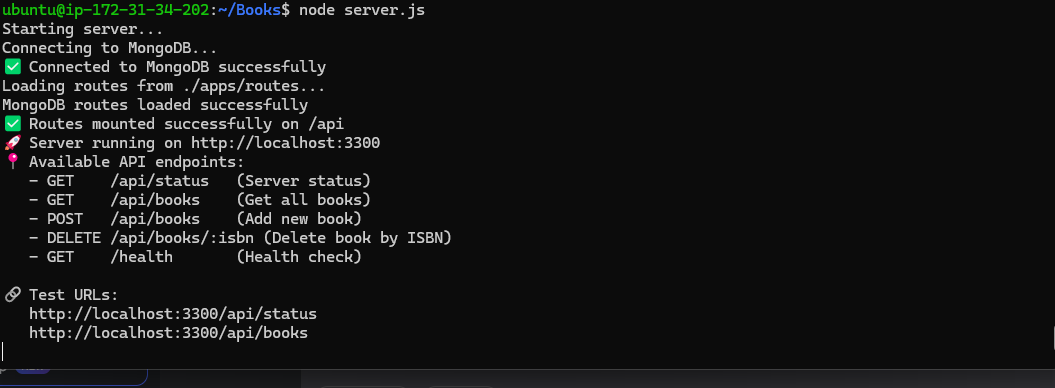 ubuntu@ip-172-31-34-202:~/Books$ node server.js
Starting server...
Connecting to MongoDB...
✅ Connected to MongoDB successfully
Loading routes from ./apps/routes...
MongoDB routes loaded successfully
✅ Routes mounted successfully on /api
🚀 Server running on http://localhost:3300
📍 Available API endpoints:
   - GET    /api/status   (Server status)
   - GET    /api/books    (Get all books)
   - POST   /api/books    (Add new book)
   - DELETE /api/books/:isbn (Delete book by ISBN)
   - GET    /health       (Health check)
🔗 Test URLs:
   http://localhost:3300/api/status
   http://localhost:3300/api/books